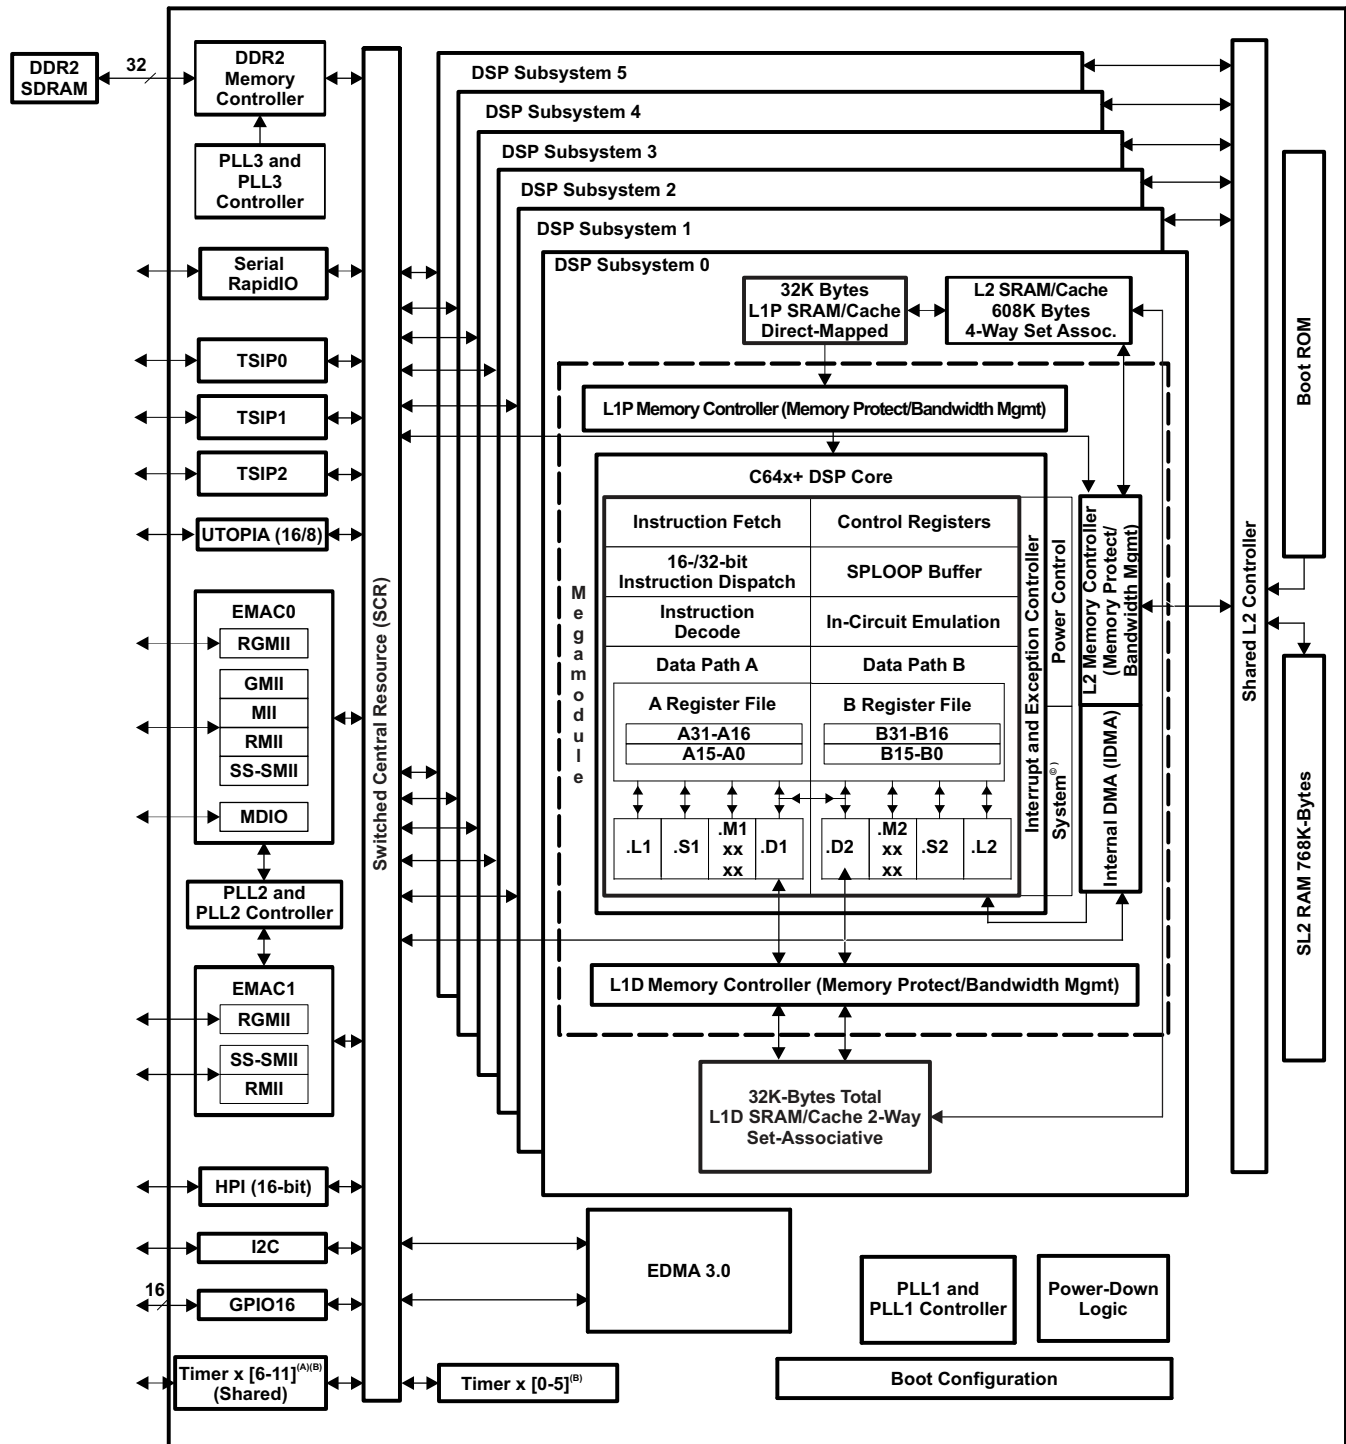 DDR2
SDRAM
32
DDR2
Memory
Controller
PLL3 and
PLL3
Controller
Serial
RapidIO
TSIP0
TSIP1
TSIP2
UTOPIA (16/8)
EMAC0
RGMII
GMII
MII
RMII
SS-SMII
MDIO
PLL2 and
PLL2 Controller
EMAC1
RGMII
SS-SMII
RMII
HPI (16-bit)
I2C
16
GPIO16
Timer x [6-11](A)(B)
(Shared)
Switched Central Resource (SCR)
DSP Subsystem 5
DSP Subsystem 4
DSP Subsystem 3
DSP Subsystem 2
DSP Subsystem 1
DSP Subsystem 0
32K Bytes
L1P SRAM/Cache
Direct-Mapped
L2 SRAM/Cache
608K Bytes
4-Way Set Assoc.
L1P Memory Controller (Memory Protect/Bandwidth Mgmt)
Megamodule
C64x+ DSP Core
Instruction Fetch
Control Registers
16-/32-bit
Instruction Dispatch
SPLOOP Buffer
Instruction
Decode
In-Circuit Emulation
Data Path A
Data Path B
A Register File
B Register File
A31-A16
B31-B16
A15-A0
B15-B0
.L1
.S1
.M1
xx
xx
.D1
.D2
.M2
xx
xx
.S2
.L2
Interrupt and Exception Controller
Power Control
System©)
L2 Memory Controller
(Memory Protect/
Bandwidth Mgmt)
Internal DMA (IDMA)
L1D Memory Controller (Memory Protect/Bandwidth Mgmt)
32K-Bytes Total
L1D SRAM/Cache 2-Way
Set-Associative
Shared L2 Controller
Boot ROM
SL2 RAM 768K-Bytes
EDMA 3.0
PLL1 and
PLL1 Controller
Power-Down
Logic
Timer x [0-5](B)
Boot Configuration